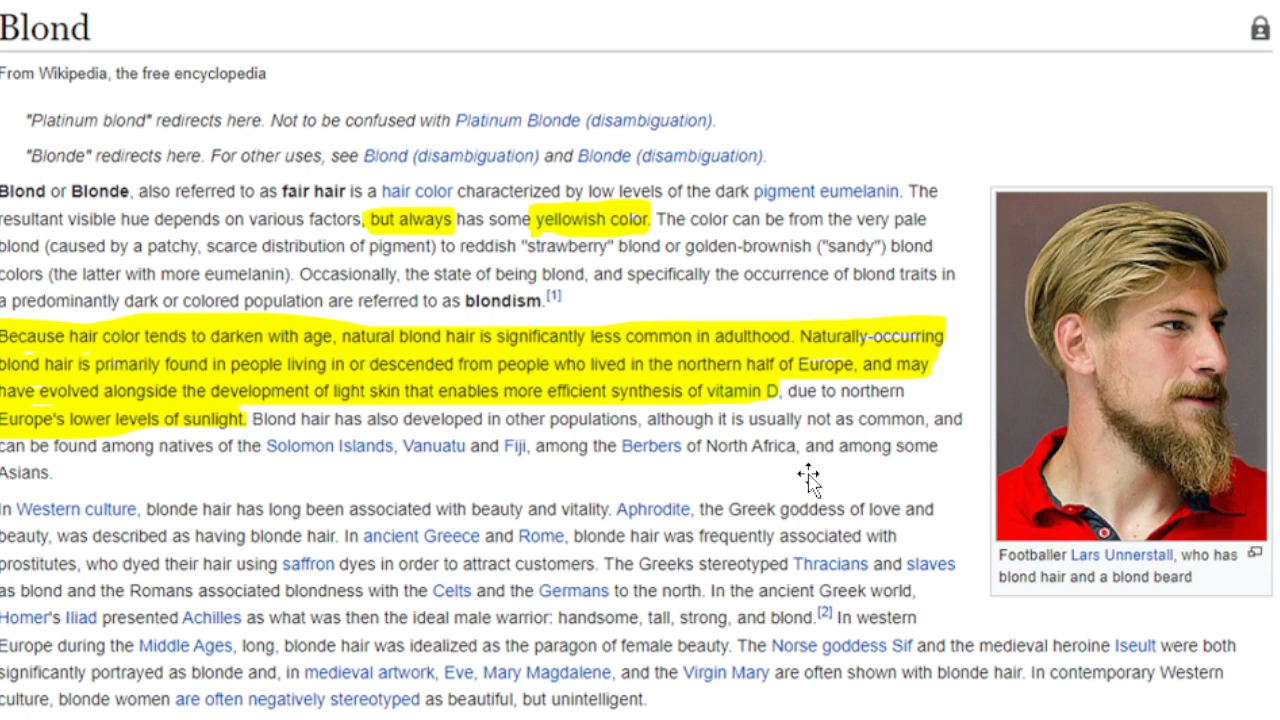 Blond
From Wikipedia, the free encyclopedia
"Platinum blond" redirects here. Not to be confused with Platinum Blonde (disambiguation).
"Blonde" redirects here. For other uses, see Blond (disambiguation) and Blonde (disambiguation).
Blond or Blonde, also referred to as fair hair is a hair color characterized by low levels of the dark pigment eumelanin. The
resultant visible hue depends on various factors, but always has some yellowish color. The color can be from the very pale
blond (caused by a patchy, scarce distribution of pigment) to reddish "strawberry" blond or golden-brownish ("sandy") blond
colors (the latter with more eumelanin). Occasionally, the state of being blond, and specifically the occurrence of blond traits in
a predominantly dark or colored population are referred to as blondism.[1]
Because hair color tends to darken with age, natural blond hair is significantly less common in adulthood. Naturally-occurring
blond hair is primarily found in people living in or descended from people who lived in the northern half of Europe, and may
have evolved alongside the development of light skin that enables more efficient synthesis of vitamin D, due to northern
Europe's lower levels of sunlight. Blond hair has also developed in other populations, although it is usually not as common, and
can be found among natives of the Solomon Islands, Vanuatu and Fiji, among the Berbers of North Africa, and among some
Asians.
In Western culture, blonde hair has long been associated with beauty and vitality. Aphrodite, the Greek goddess of love and
beauty, was described as having blonde hair. In ancient Greece and Rome, blonde hair was frequently associated with
prostitutes, who dyed their hair using saffron dyes in order to attract customers. The Greeks stereotyped Thracians and slaves
as blond and the Romans associated blondness with the Celts and the Germans to the north. In the ancient Greek world,
Homer's Iliad presented Achilles as what was then the ideal male warrior: handsome, tall, strong, and blond.[2] In western
Europe during the Middle Ages, long, blonde hair was idealized as the paragon of female beauty. The Norse goddess Sif and the medieval heroine Iseult were both
significantly portrayed as blonde and, in medieval artwork, Eve, Mary Magdalene, and the Virgin Mary are often shown with blonde hair. In contemporary Western
culture, blonde women are often negatively stereotyped as beautiful, but unintelligent.
Footballer Lars Unnerstall, who has
blond hair and a blond beard